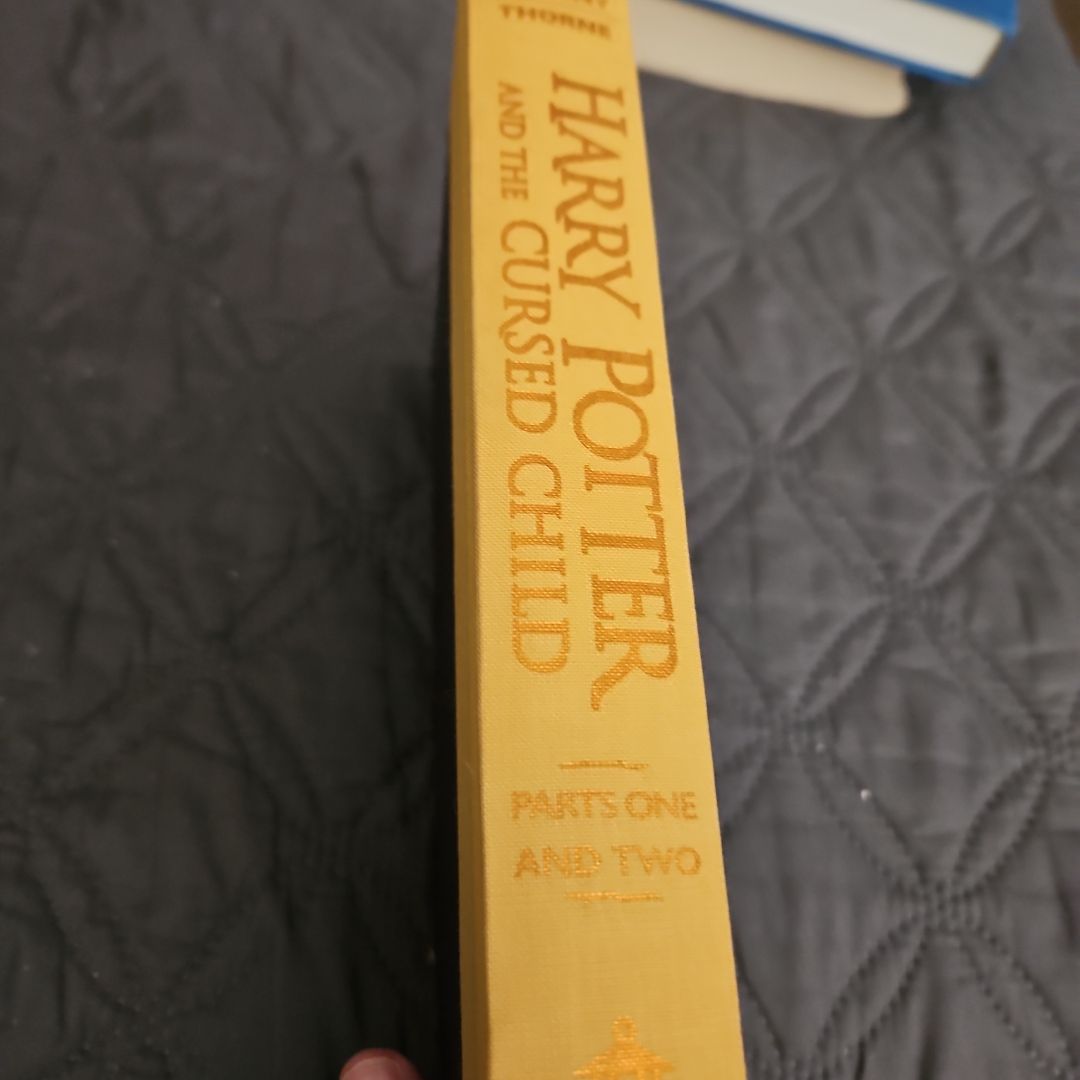 THORNE
HARRY POTTER
AND THE CURSED CHILD
PARTS ONE
AND TWO